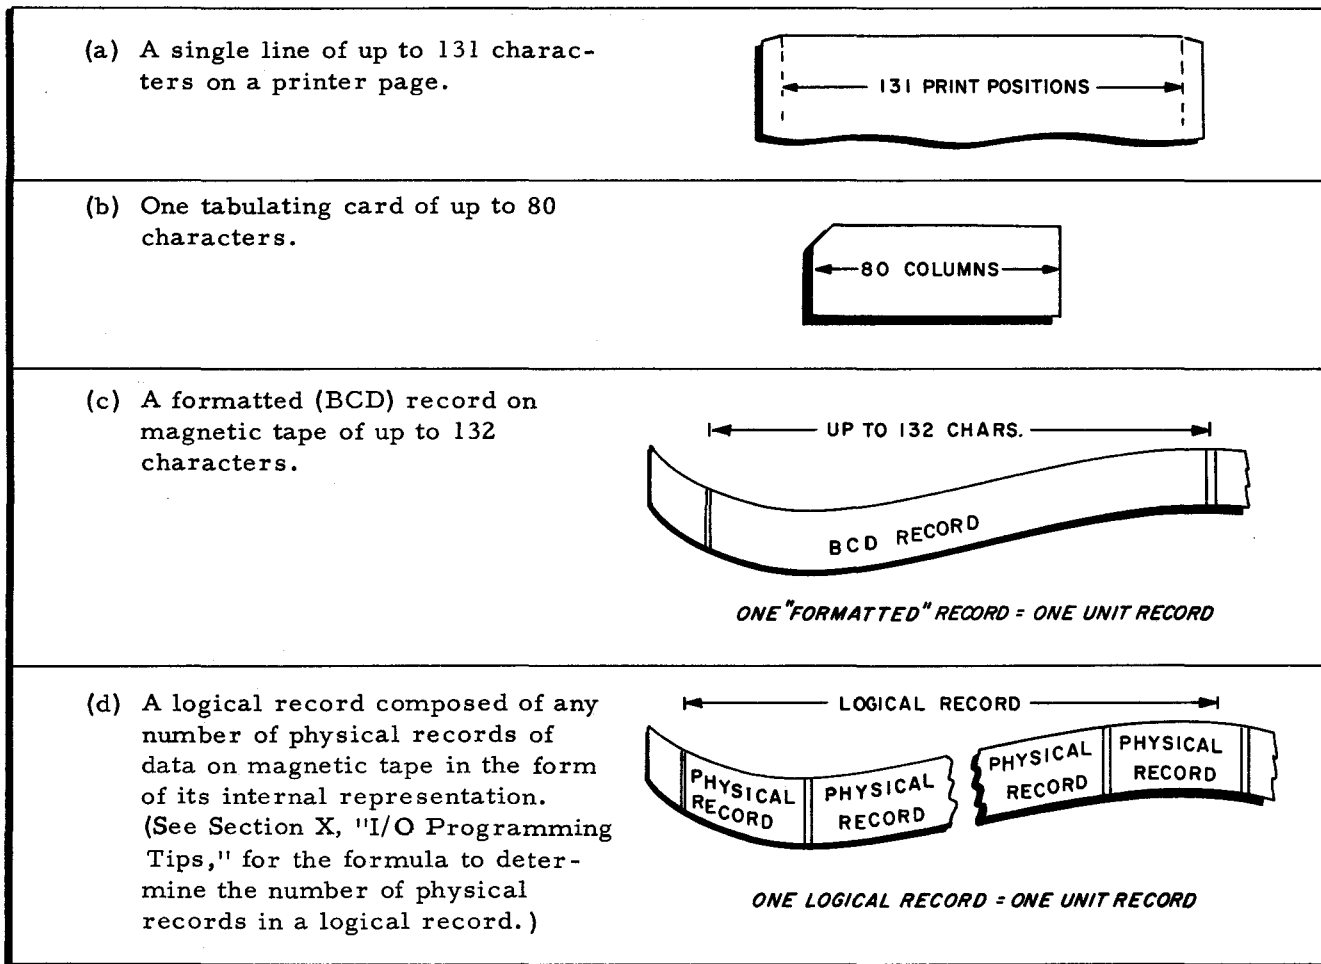 (a) A single line of up to 131 charac-
ters on a printer page.
131 PRINT POSITIONS
(b) One tabulating card of up to 80
characters.
80 COLUMNS
(c) A formatted (BCD) record on
magnetic tape of up to 132
characters.
UP TO 132 CHARS.
BCD RECORD
ONE "FORMATTED" RECORD = ONE UNIT RECORD
(d) A logical record composed of any
number of physical records of
data on magnetic tape in the form
of its internal representation.
(See Section X, "I/O Programming
Tips," for the formula to deter-
mine the number of physical
records in a logical record.)
LOGICAL RECORD
PHYSICAL
RECORD
PHYSICAL
RECORD
PHYSICAL
RECORD
PHYSICAL
RECORD
ONE LOGICAL RECORD = ONE UNIT RECORD